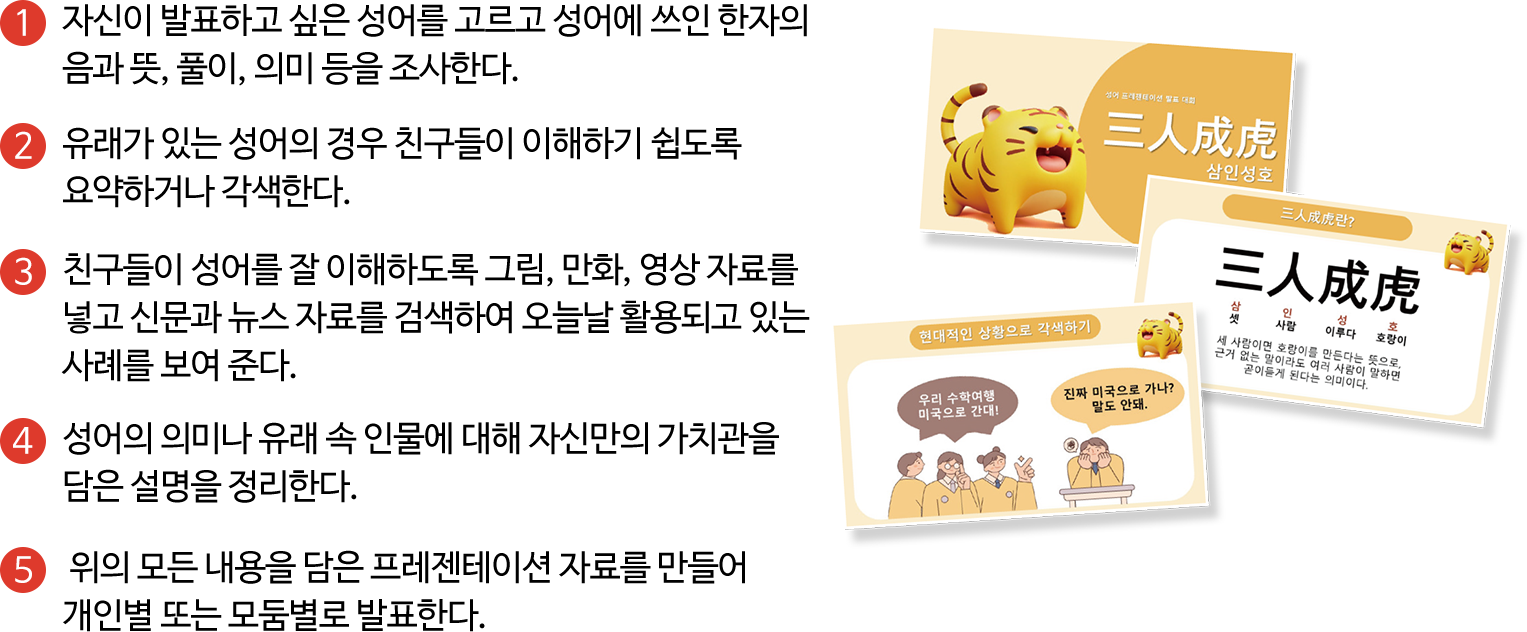 1 자신이 발표하고 싶은 성어를 고르고 성어에 쓰인 한자의
음과 뜻, 풀이, 의미 등을 조사한다.
2 유래가 있는 성어의 경우 친구들이 이해하기 쉽도록
요약하거나 각색한다.
3 친구들이 성어를 잘 이해하도록 그림, 만화, 영상 자료를
넣고 신문과 뉴스 자료를 검색하여 오늘날 활용되고 있는
사례를 보여 준다.
4 성어의 의미나 유래 속 인물에 대해 자신만의 가치관을
담은 설명을 정리한다.
5 위의 모든 내용을 담은 프레젠테이션 자료를 만들어
개인별 또는 모둠별로 발표한다.
성어 프레젠테이션 발표 대회
三人成虎
삼인성호
三人成虎란?
三人成虎
삼 인 성 호
셋 사람 이루다 호랑이
세 사람이면 호랑이를 만든다는 뜻으로,
근거 없는 말이라도 여러 사람이 말하면
곧이듣게 된다는 의미이다.
현대적인 상황으로 각색하기
우리 수학여행
미국으로 간대!
진짜 미국으로 가나?
말도 안돼.